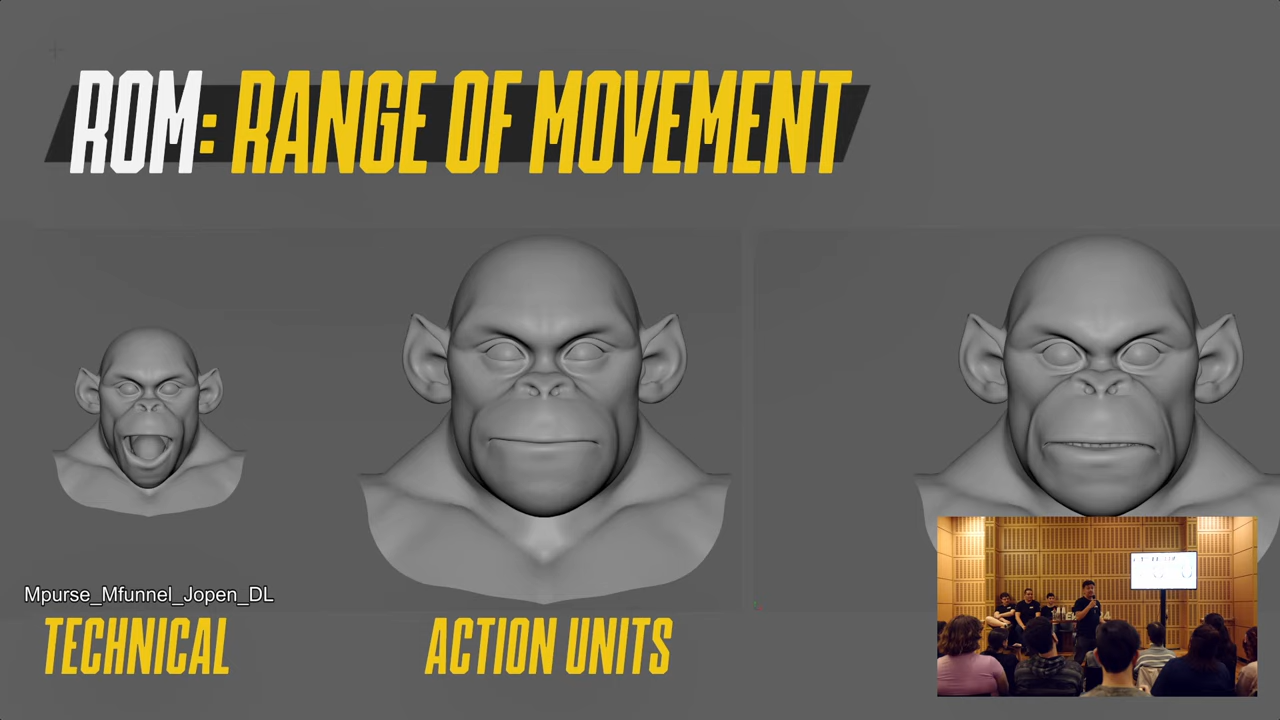 ROM: RANGE OF MOVEMENT
Mpurse_Mfunnel_Jopen_DL
TECHNICAL
ACTION UNITS